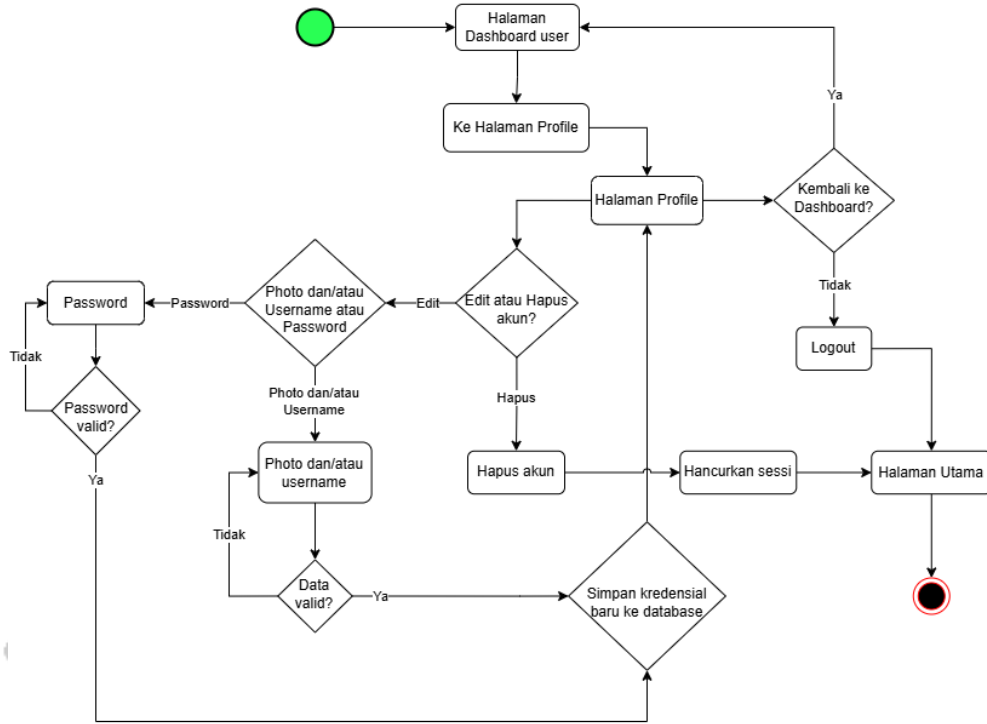 Halaman
Dashboard user
Ya
Ke Halaman Profile
Halaman Profile
Kembali ke
Dashboard?
Password
Password
Photo dan/atau
Username atau
Password
Edit
Edit atau Hapus
akun?
Tidak
Logout
Tidak
Password
valid?
Photo dan/atau
Username
Hapus
Ya
Photo dan/atau
username
Hapus akun
Hancurkan sessi
Halaman Utama
Tidak
Data
valid?
Ya
Simpan kredensial
baru ke database